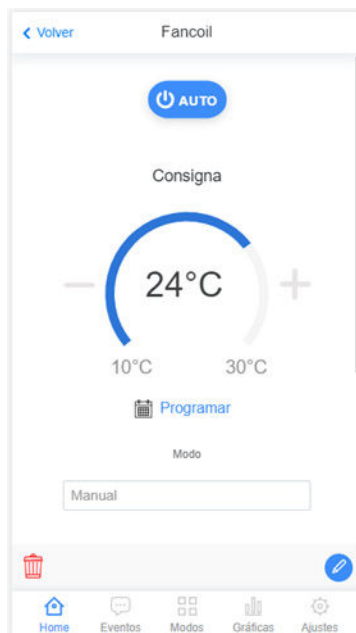 Volver Fancoil
AUTO
Consigna
24°C
10°C 30°C
Programar
Modo
Manual
Home Eventos Modos Gráficas Ajustes